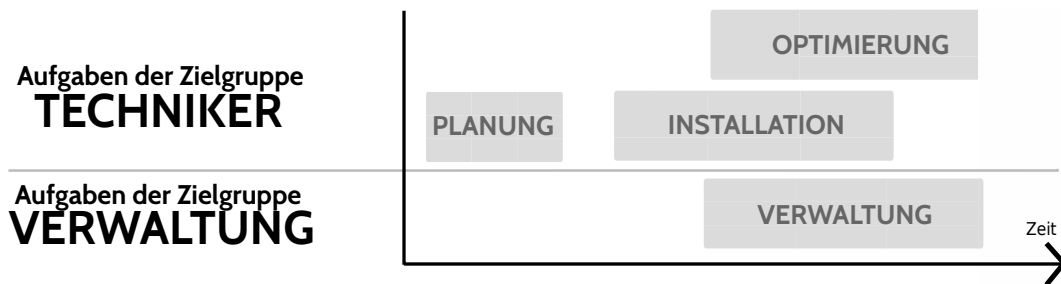 OPTIMIERUNG
Aufgaben der Zielgruppe
TECHNIKER
PLANUNG
INSTALLATION
Aufgaben der Zielgruppe
VERWALTUNG
VERWALTUNG
Zeit